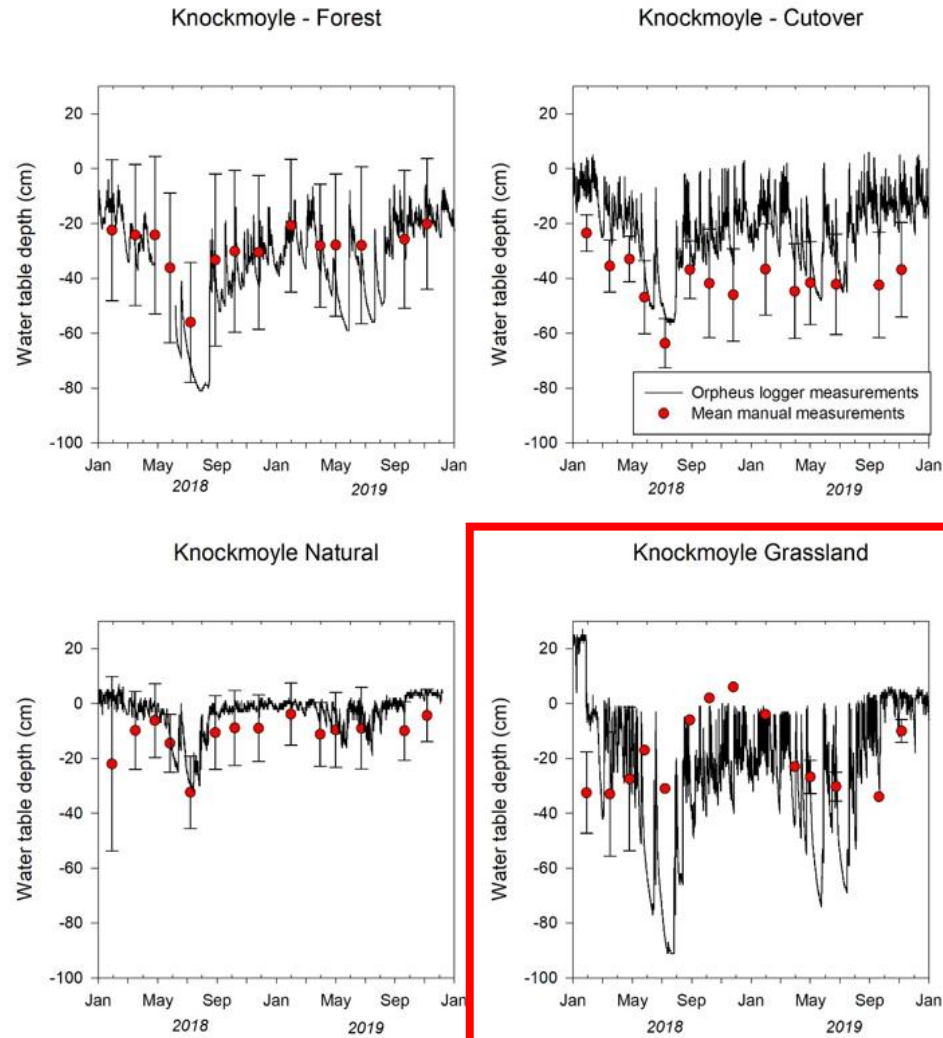 Knockmoyle - Forest
Water table depth (cm)
20
0
-20
-40
-60
-80
-100
Jan May Sep Jan May Sep Jan
2018 2019
Knockmoyle - Cutover
Water table depth (cm)
20
0
-20
-40
-60
-80
-100
Orpheus logger measurements
Mean manual measurements
Jan May Sep Jan May Sep Jan
2018 2019
Knockmoyle Natural
Water table depth (cm)
20
0
-20
-40
-60
-80
-100
Jan May Sep Jan May Sep Jan
2018 2019
Knockmoyle Grassland
Water table depth (cm)
20
0
-20
-40
-60
-80
-100
Jan May Sep Jan May Sep Jan
2018 2019